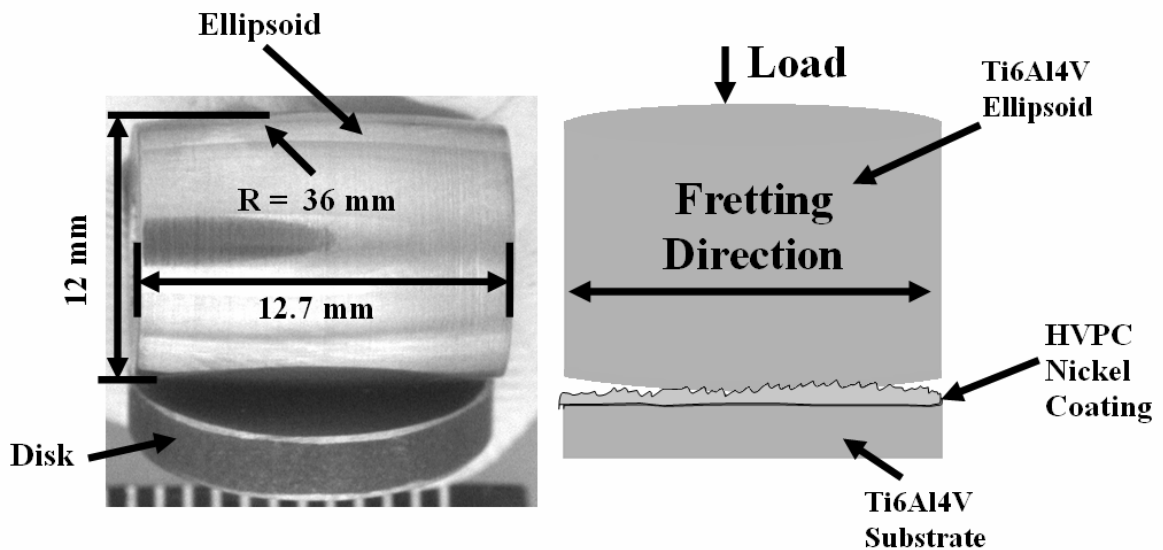 Ellipsoid
R = 36 mm
12 mm
12.7 mm
Disk
Load
Ti6Al4V
Ellipsoid
Fretting
Direction
HVPC
Nickel
Coating
Ti6Al4V
Substrate